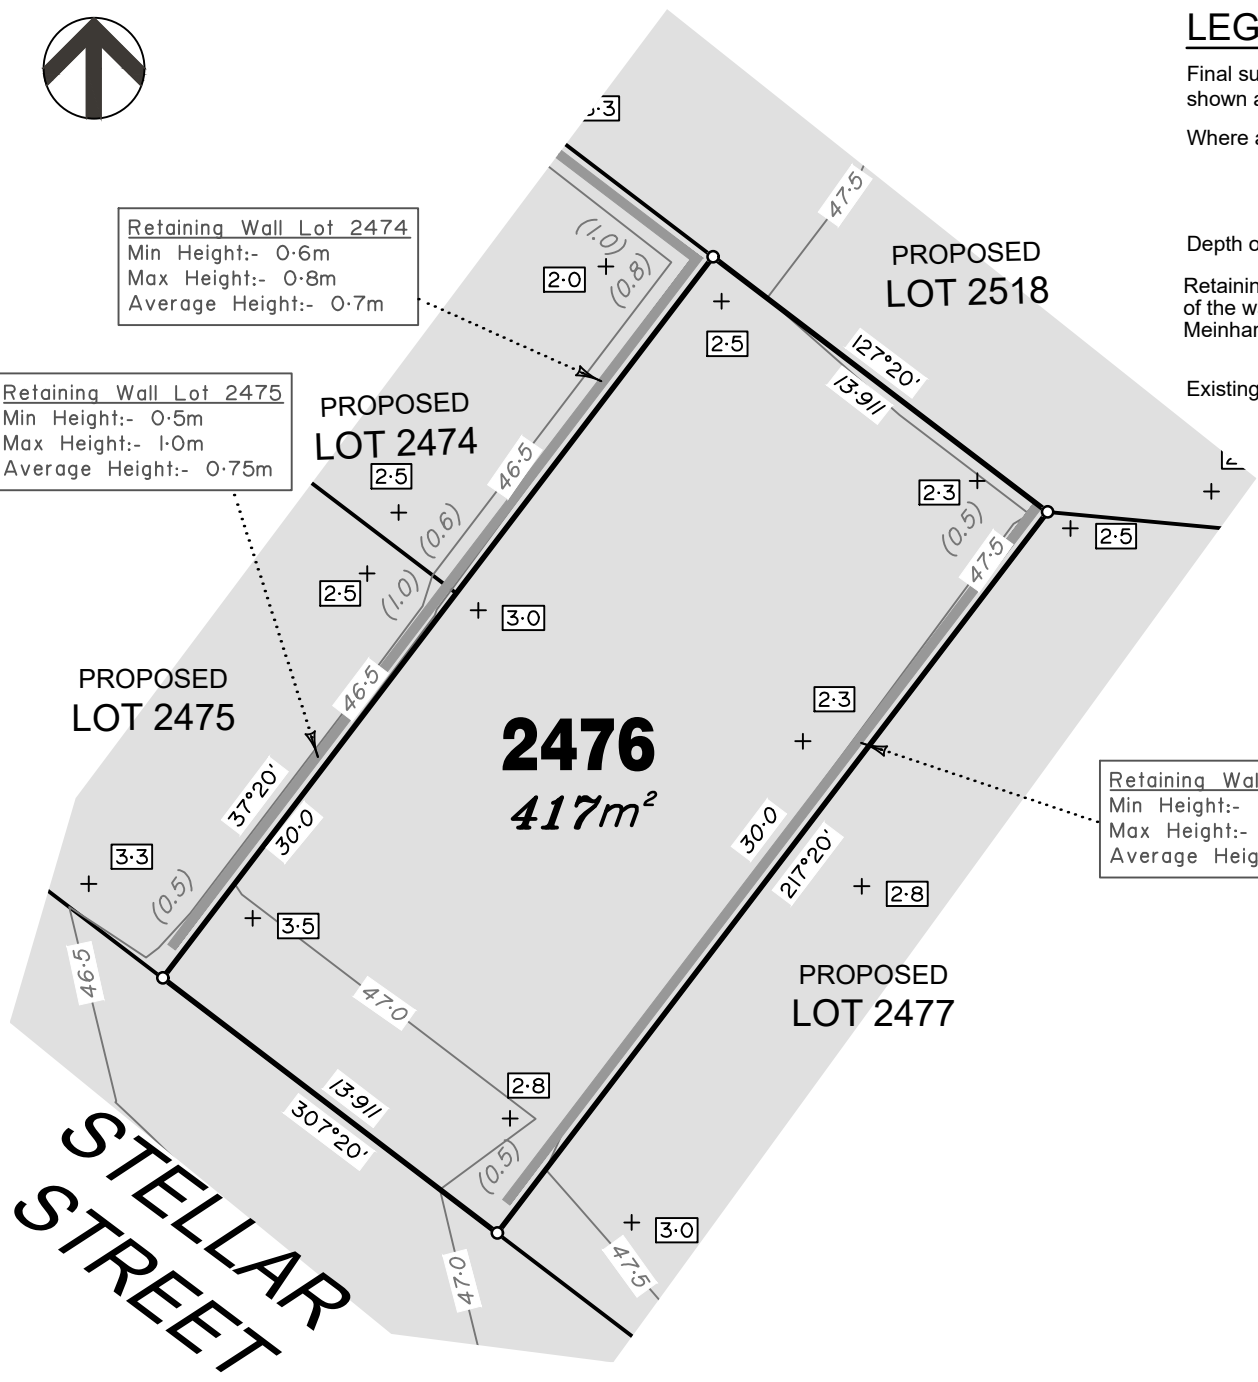 LEG
Final su
shown a
Where a
Depth o
Retainin
of the w
Meinhar
Existing
Retaining Wall Lot 2474
Min Height:- 0·6m
Max Height:- 0·8m
Average Height:- 0·7m
Retaining Wall Lot 2475
Min Height:- 0·5m
Max Height:- 1·0m
Average Height:- 0·75m
47·5
PROPOSED
LOT 2518
(1.0)
2·0
(0.8)
2·5
127°20'
13·911
PROPOSED
LOT 2474
46·5
2·5
(0.6)
2·3
(0.5)
47·5
2·5
2·5
(1.0)
3·0
PROPOSED
LOT 2475
46·5
2·3
2476
417m²
37°20'
30·0
30·0
217°20'
Retaining Wal
Min Height:-
Max Height:-
Average Heig
3·3
(0.5)
3·5
2·8
46·5
47·0
PROPOSED
LOT 2477
2·8
13·911
307°20'
(0.5)
3·0
47·0
47·5
STELLAR
STREET